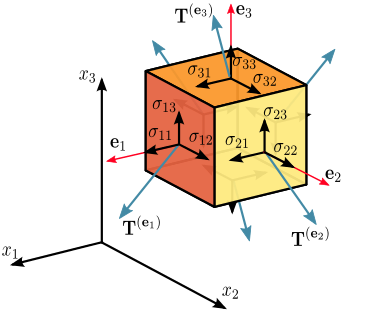 T^(e₃)
e₃
σ₃₃
σ₃₁
σ₃₂
x₃
σ₁₃
σ₂₃
σ₁₁
σ₁₂
σ₂₁
σ₂₂
e₁
e₂
T^(e₁)
T^(e₂)
x₁
x₂